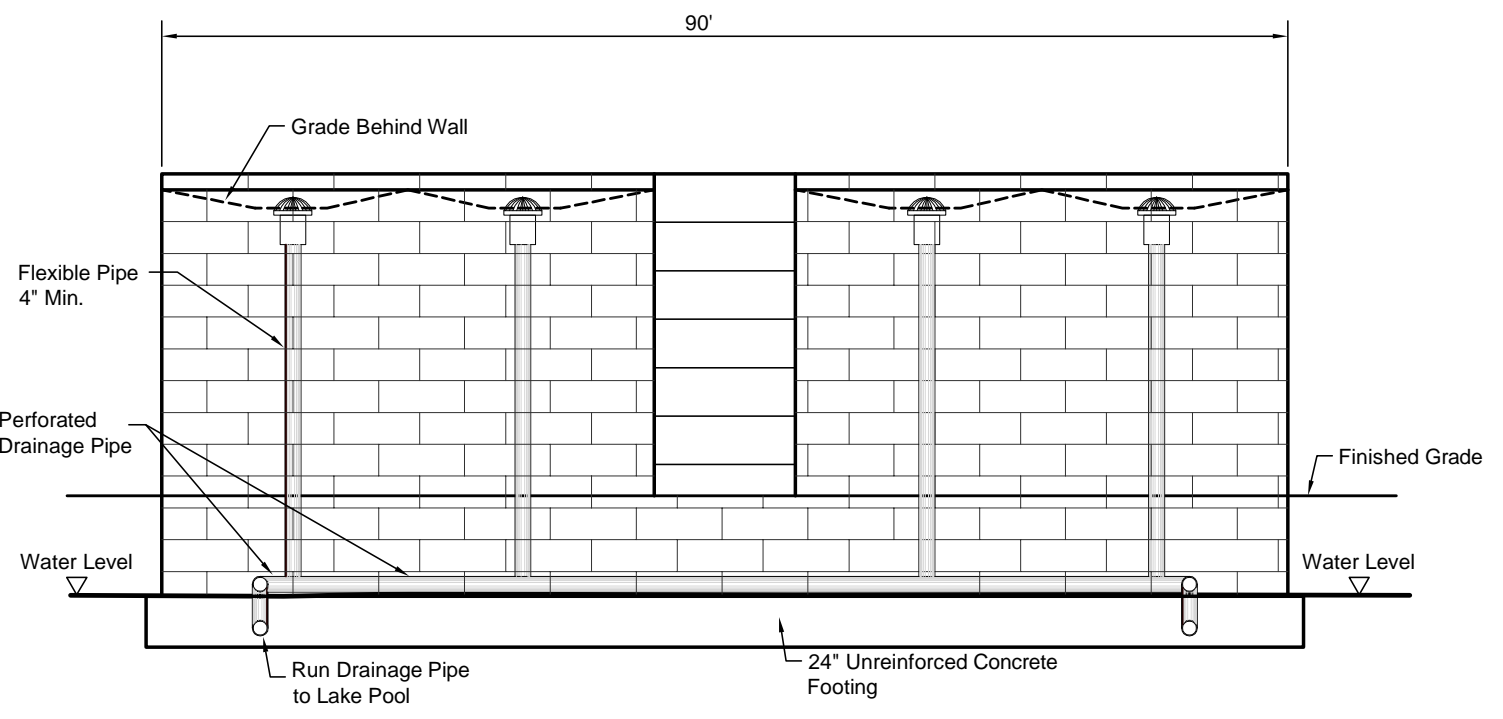 90'
Grade Behind Wall
Flexible Pipe
4" Min.
Perforated
Drainage Pipe
Finished Grade
Water Level
Water Level
Run Drainage Pipe
to Lake Pool
24" Unreinforced Concrete
Footing